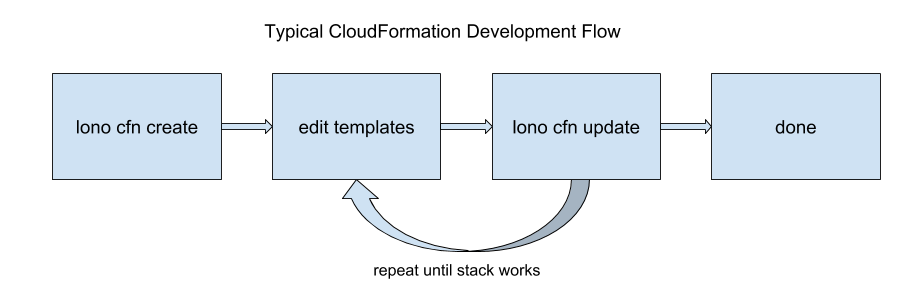 Typical CloudFormation Development Flow
lono cfn create
edit templates
lono cfn update
done
repeat until stack works